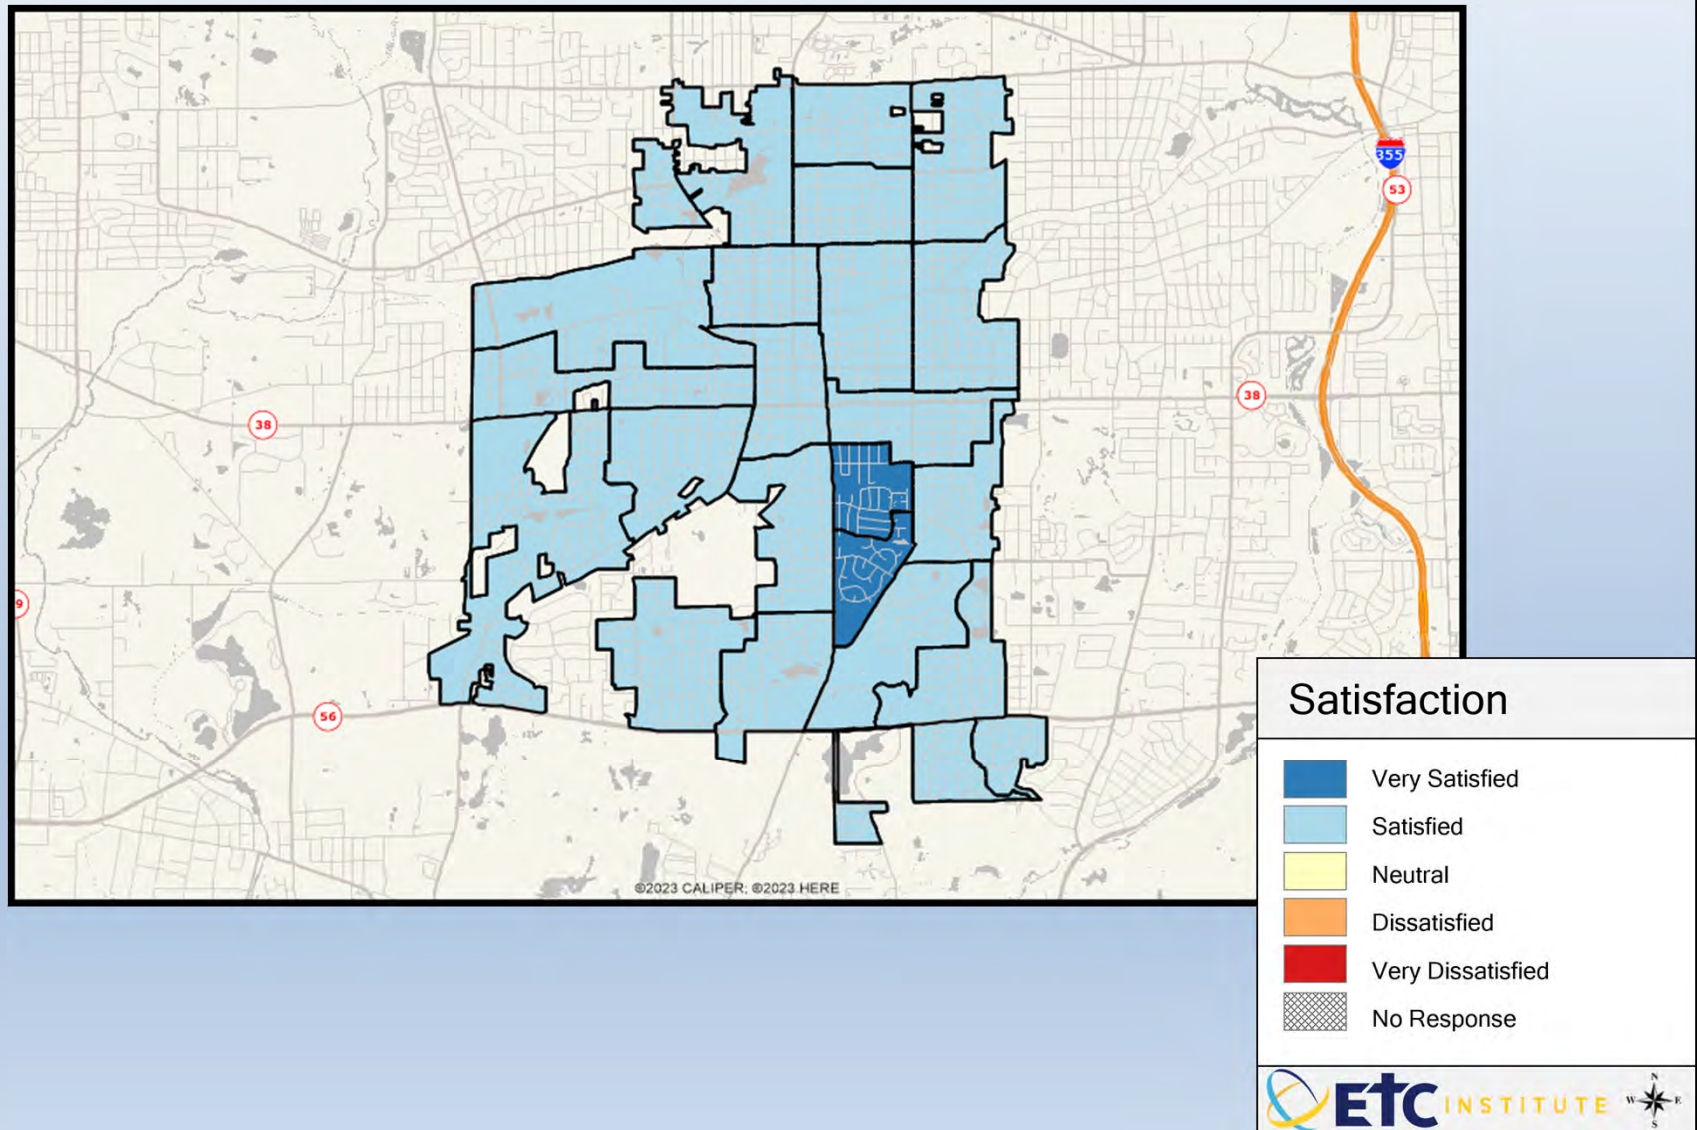 355
53
38
38
9
56
©2023 CALIPER; ©2023 HERE
Satisfaction
Very Satisfied
Satisfied
Neutral
Dissatisfied
Very Dissatisfied
No Response
ETC INSTITUTE
N
W E
S